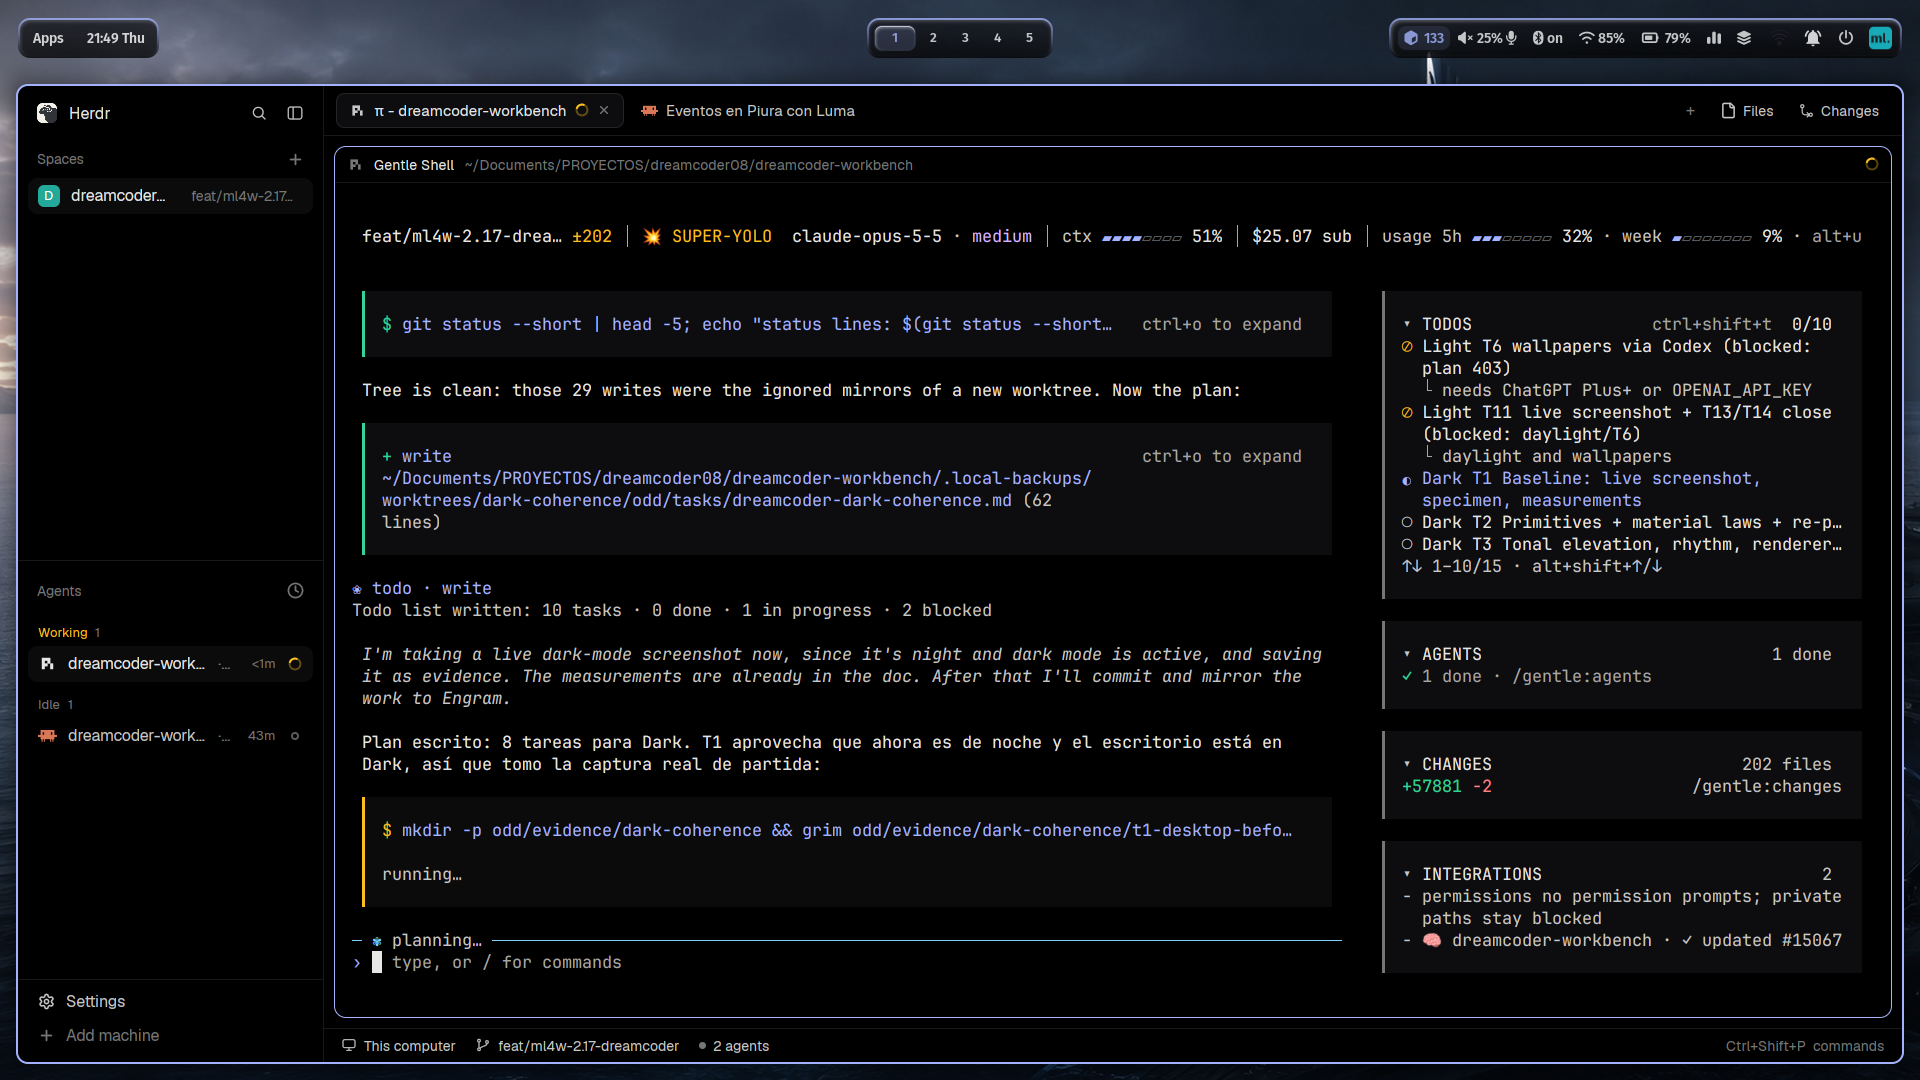 Apps 21:49 Thu
1 2 3 4 5
133 25% on 85% 79% ml.
Herdr
Spaces
D dreamcoder... feat/ml4w-2.17...
Agents
Working 1
dreamcoder-work... ·... <1m
Idle 1
dreamcoder-work... ·... 43m
Settings
Add machine
π - dreamcoder-workbench
Eventos en Piura con Luma
Files
Changes
Gentle Shell ~/Documents/PROYECTOS/dreamcoder08/dreamcoder-workbench
feat/ml4w-2.17-drea… ±202 │ 💥 SUPER-YOLO claude-opus-5-5 · medium │ ctx ▰▰▰▰▱▱▱▱ 51% │ $25.07 sub │ usage 5h ▰▰▰▱▱▱▱▱ 32% · week ▰▱▱▱▱▱▱▱ 9% · alt+u
$ git status --short | head -5; echo "status lines: $(git status --short… ctrl+o to expand
Tree is clean: those 29 writes were the ignored mirrors of a new worktree. Now the plan:
+ write ctrl+o to expand
~/Documents/PROYECTOS/dreamcoder08/dreamcoder-workbench/.local-backups/
worktrees/dark-coherence/odd/tasks/dreamcoder-dark-coherence.md (62
lines)
todo · write
Todo list written: 10 tasks · 0 done · 1 in progress · 2 blocked
I'm taking a live dark-mode screenshot now, since it's night and dark mode is active, and saving
it as evidence. The measurements are already in the doc. After that I'll commit and mirror the
work to Engram.
Plan escrito: 8 tareas para Dark. T1 aprovecha que ahora es de noche y el escritorio está en
Dark, así que tomo la captura real de partida:
$ mkdir -p odd/evidence/dark-coherence && grim odd/evidence/dark-coherence/t1-desktop-befo…
running…
planning…
› type, or / for commands
▾ TODOS ctrl+shift+t 0/10
Light T6 wallpapers via Codex (blocked:
plan 403)
└ needs ChatGPT Plus+ or OPENAI_API_KEY
Light T11 live screenshot + T13/T14 close
(blocked: daylight/T6)
└ daylight and wallpapers
Dark T1 Baseline: live screenshot,
specimen, measurements
Dark T2 Primitives + material laws + re-p…
Dark T3 Tonal elevation, rhythm, renderer…
↑↓ 1–10/15 · alt+shift+↑/↓
▾ AGENTS 1 done
✓ 1 done · /gentle:agents
▾ CHANGES 202 files
+57881 -2 /gentle:changes
▾ INTEGRATIONS 2
- permissions no permission prompts; private
paths stay blocked
- 🧠 dreamcoder-workbench · ✓ updated #15067
This computer feat/ml4w-2.17-dreamcoder 2 agents
Ctrl+Shift+P commands